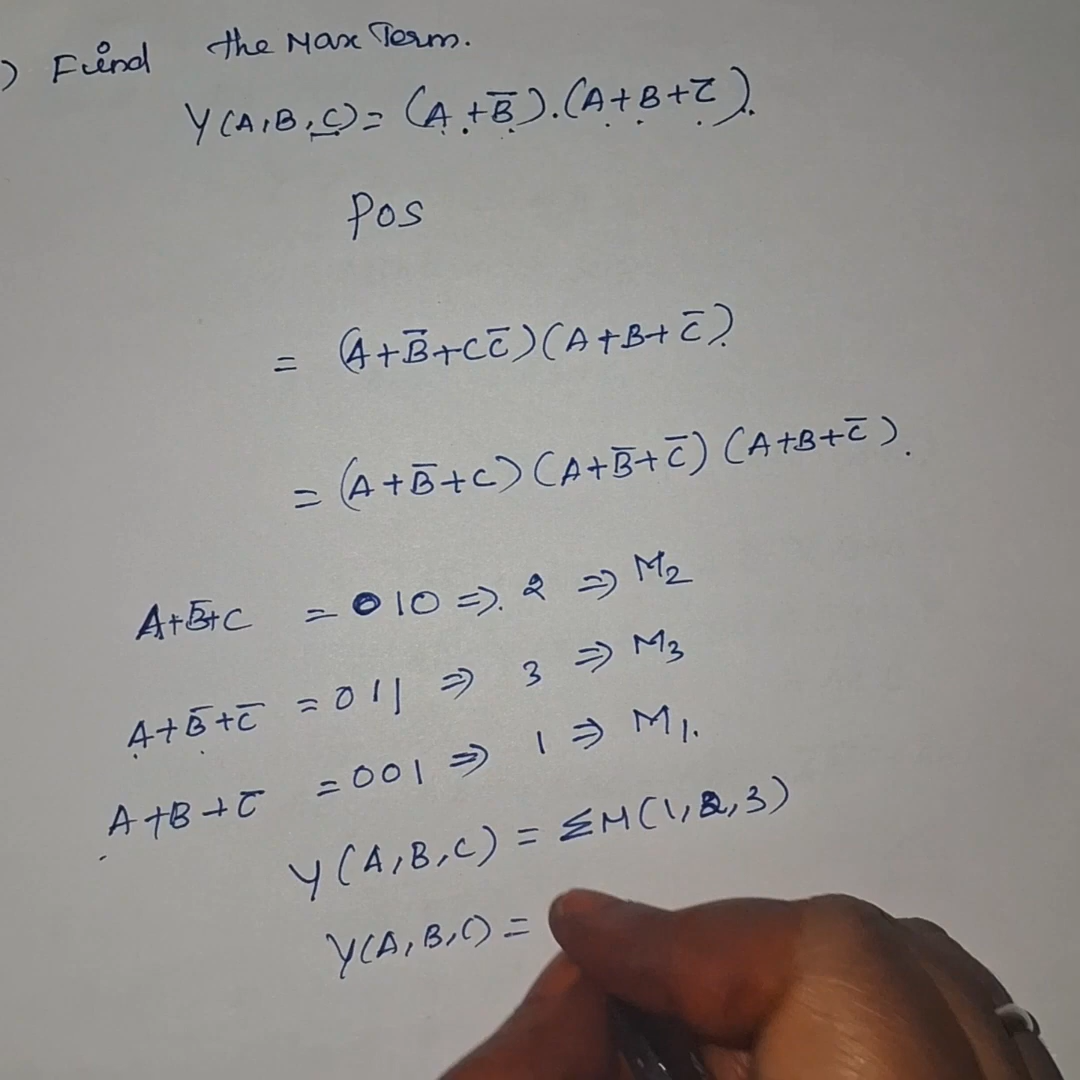 ) Find the Max Term.
Y(A,B,C) = (A+B̅).(A+B+C̅).
POS
= (A+B̅+CC̅)(A+B+C̅).
= (A+B̅+C)(A+B̅+C̅)(A+B+C̅).
A+B̅+C = 010 ⇒. 2 ⇒ M₂
A+B̅+C̅ = 011 ⇒ 3 ⇒ M₃
A+B+C̅ = 001 ⇒ 1 ⇒ M₁.
Y(A,B,C) = ΣM(1,2,3)
Y(A,B,C) =